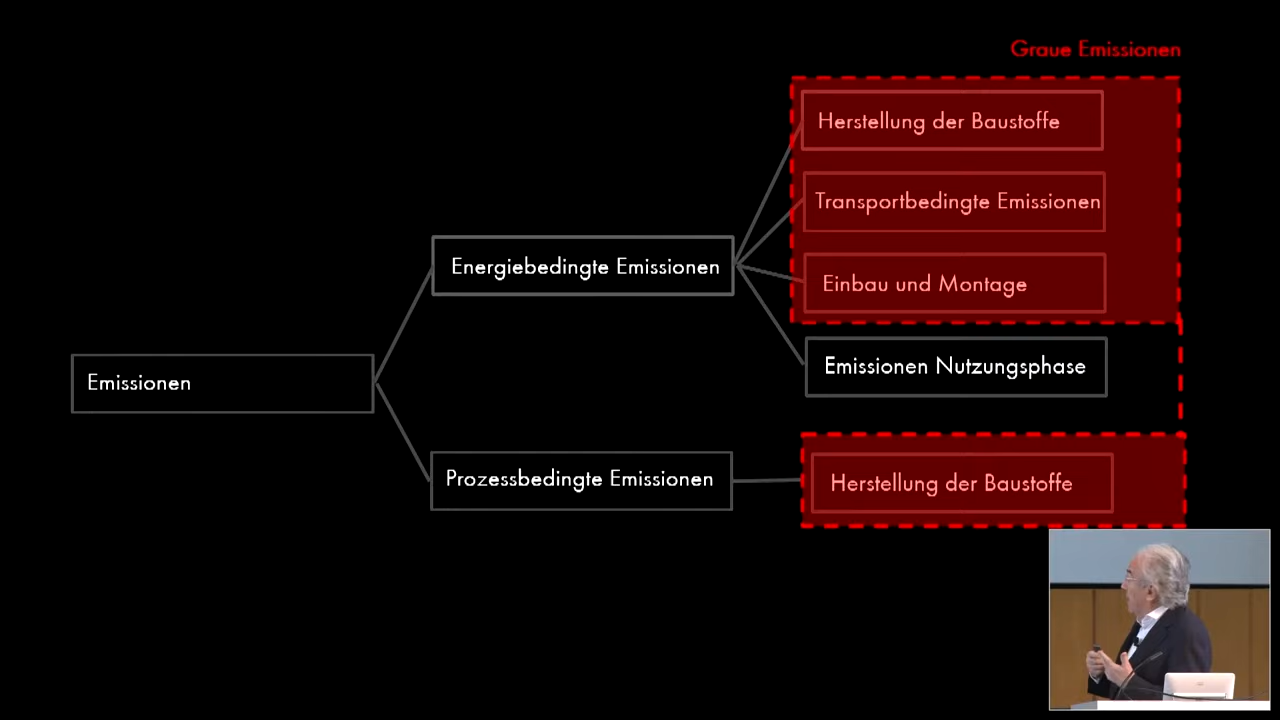 Graue Emissionen
Herstellung der Baustoffe
Transportbedingte Emissionen
Einbau und Montage
Energiebedingte Emissionen
Emissionen Nutzungsphase
Emissionen
Prozessbedingte Emissionen
Herstellung der Baustoffe